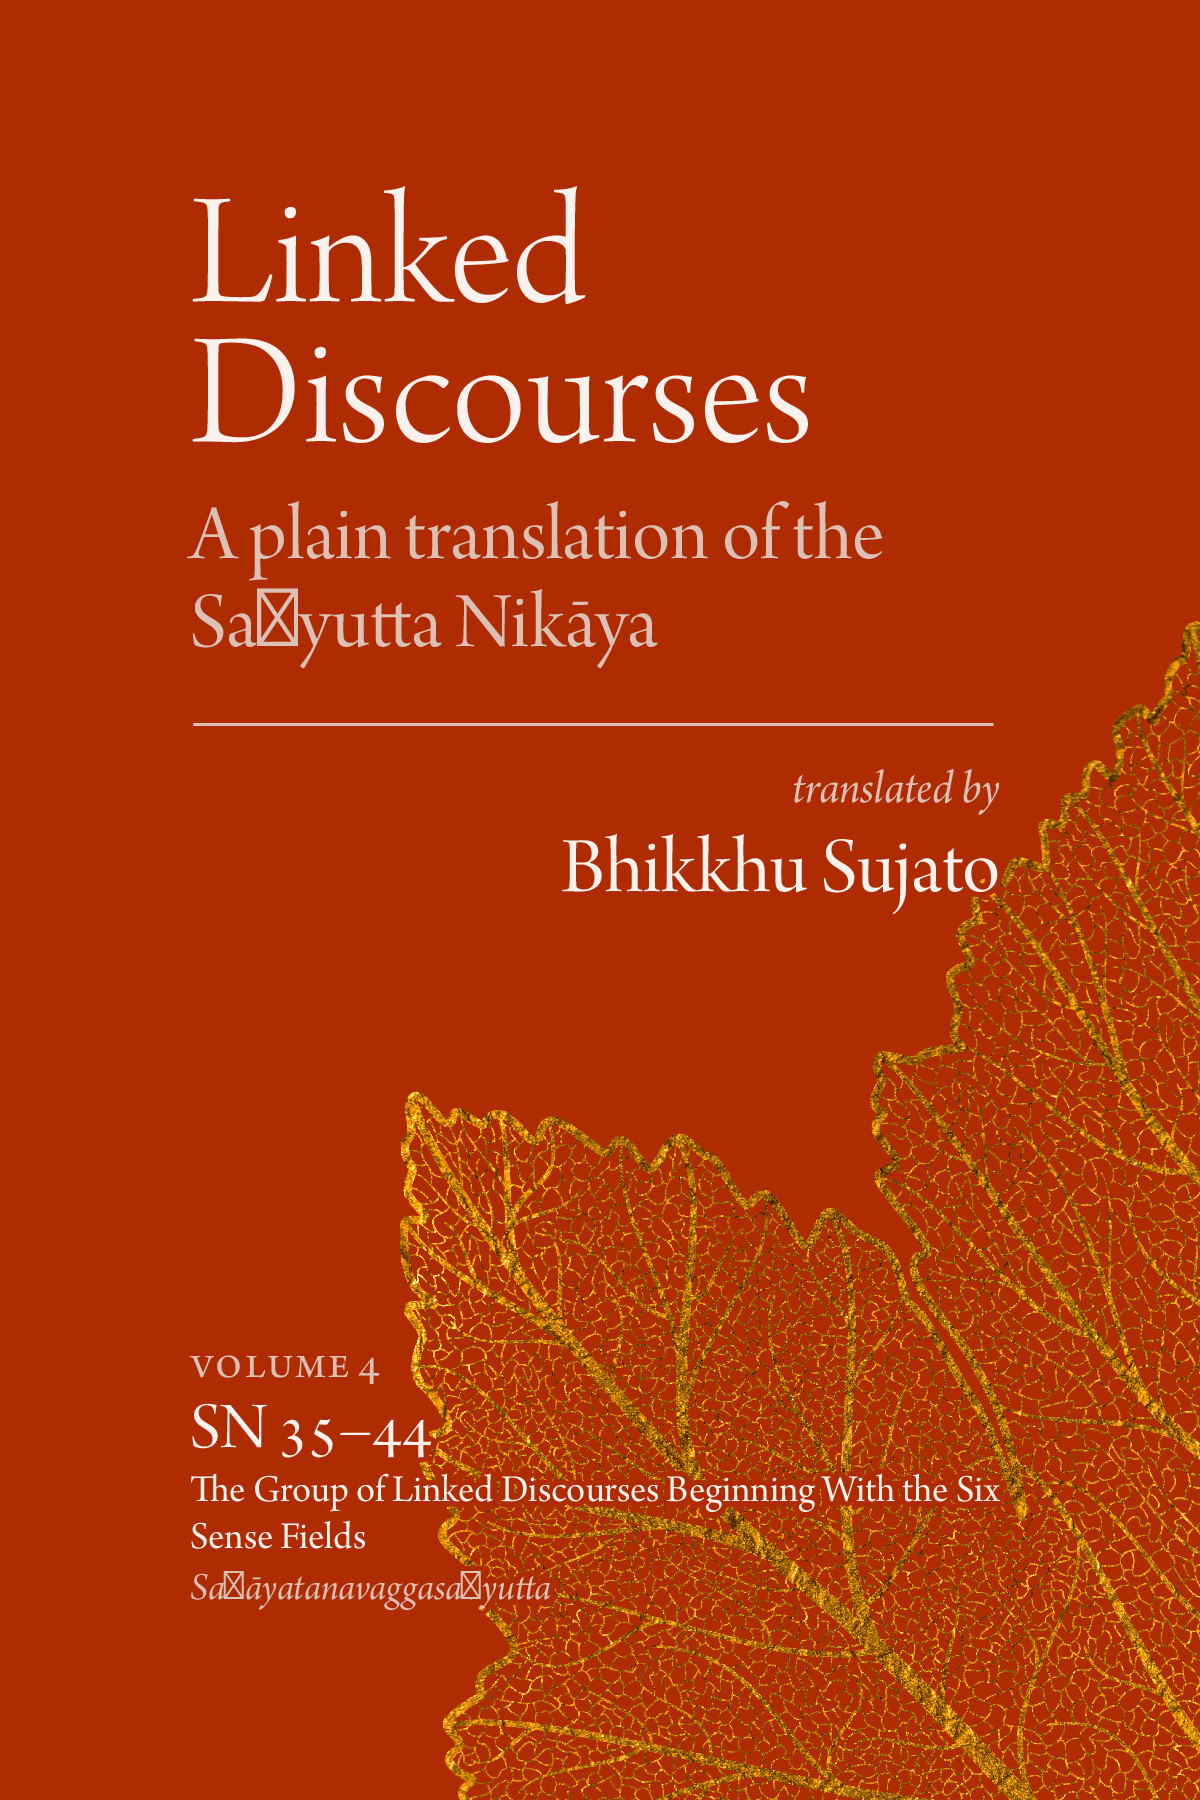 Linked
Discourses
A plain translation of the
Sa☒yutta Nikāya
translated by
Bhikkhu Sujato
VOLUME 4
SN 35–44
The Group of Linked Discourses Beginning With the Six
Sense Fields
Sa☒āyatanavaggasa☒yutta